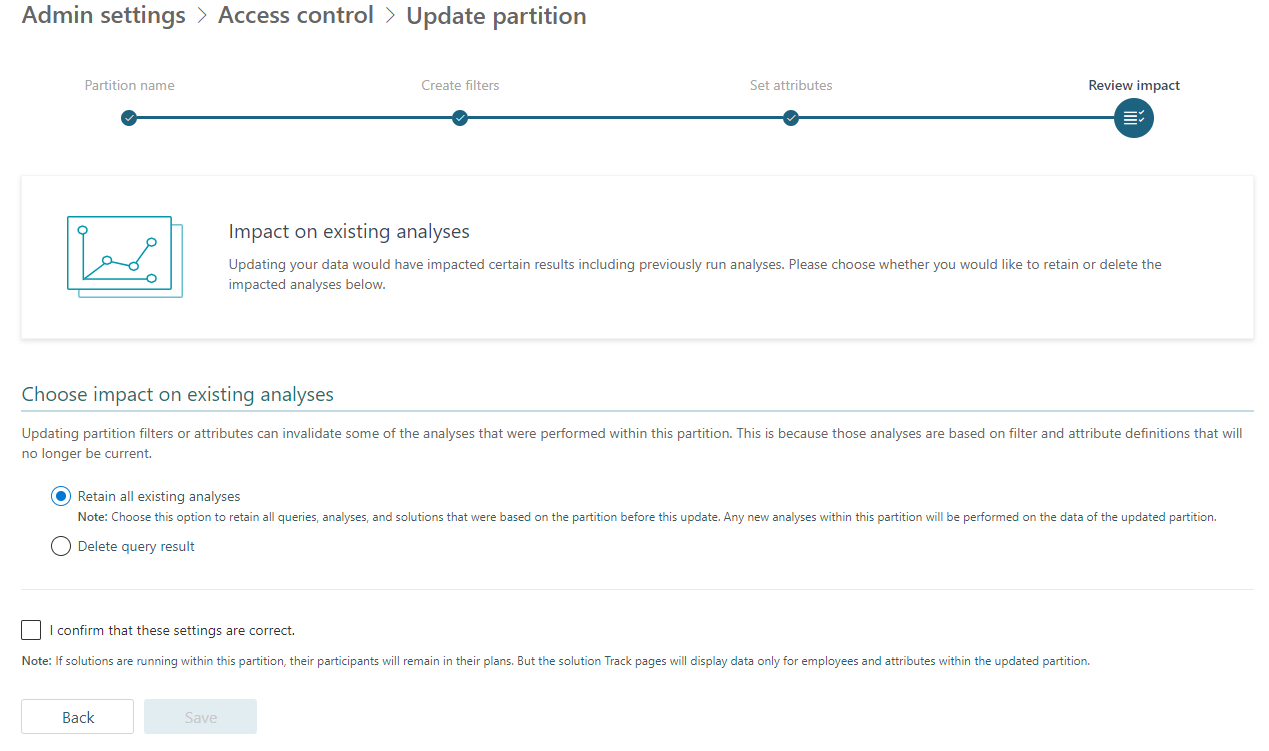 Admin settings > Access control > Update partition
Partition name
Create filters
Set attributes
Review impact
Impact on existing analyses
Updating your data would have impacted certain results including previously run analyses. Please choose whether you would like to retain or delete the
impacted analyses below.
Choose impact on existing analyses
Updating partition filters or attributes can invalidate some of the analyses that were performed within this partition. This is because those analyses are based on filter and attribute definitions that will
no longer be current.
Retain all existing analyses
Note: Choose this option to retain all queries, analyses, and solutions that were based on the partition before this update. Any new analyses within this partition will be performed on the data of the updated partition.
Delete query result
I confirm that these settings are correct.
Note: If solutions are running within this partition, their participants will remain in their plans. But the solution Track pages will display data only for employees and attributes within the updated partition.
Back
Save